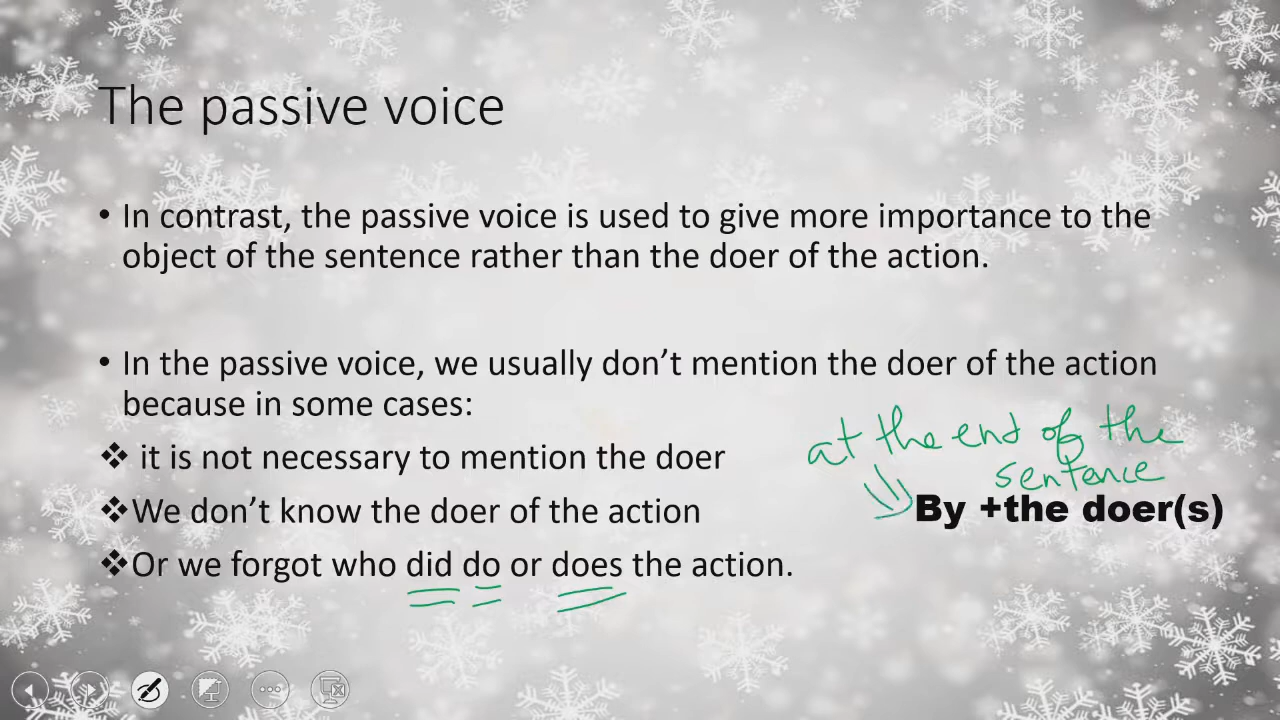 The passive voice
• In contrast, the passive voice is used to give more importance to the
object of the sentence rather than the doer of the action.
• In the passive voice, we usually don’t mention the doer of the action
because in some cases:
❖ it is not necessary to mention the doer
at the end of the
sentence
❖We don’t know the doer of the action
By +the doer(s)
❖Or we forgot who did do or does the action.